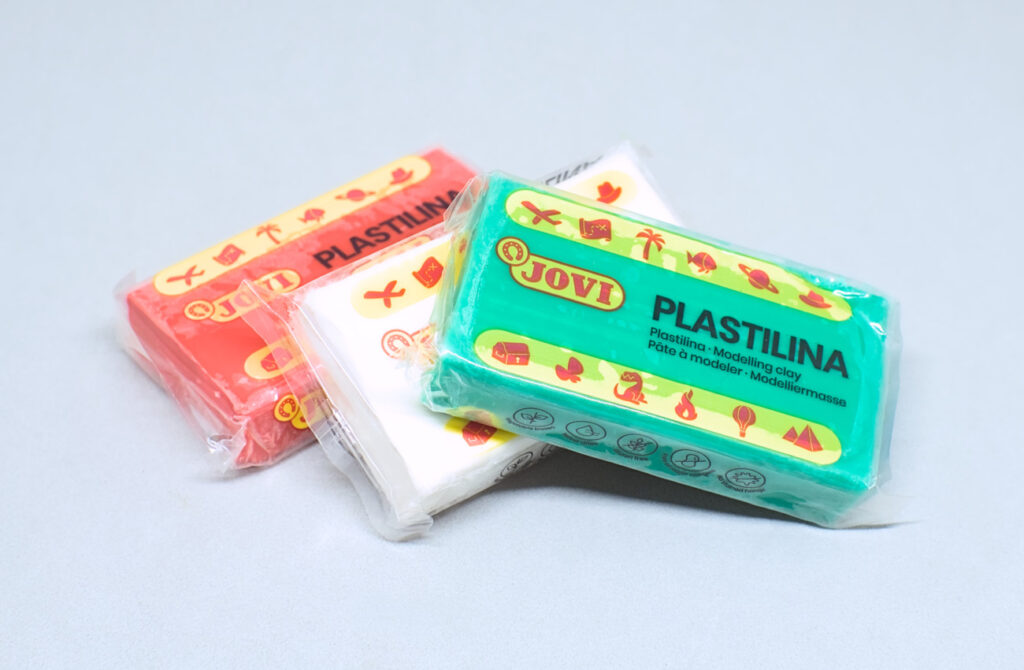 PLASTILINA
JOVI
JOVI
PLASTILINA
Plastilina · Modelling clay
Pâte à modeler · Modelliermasse